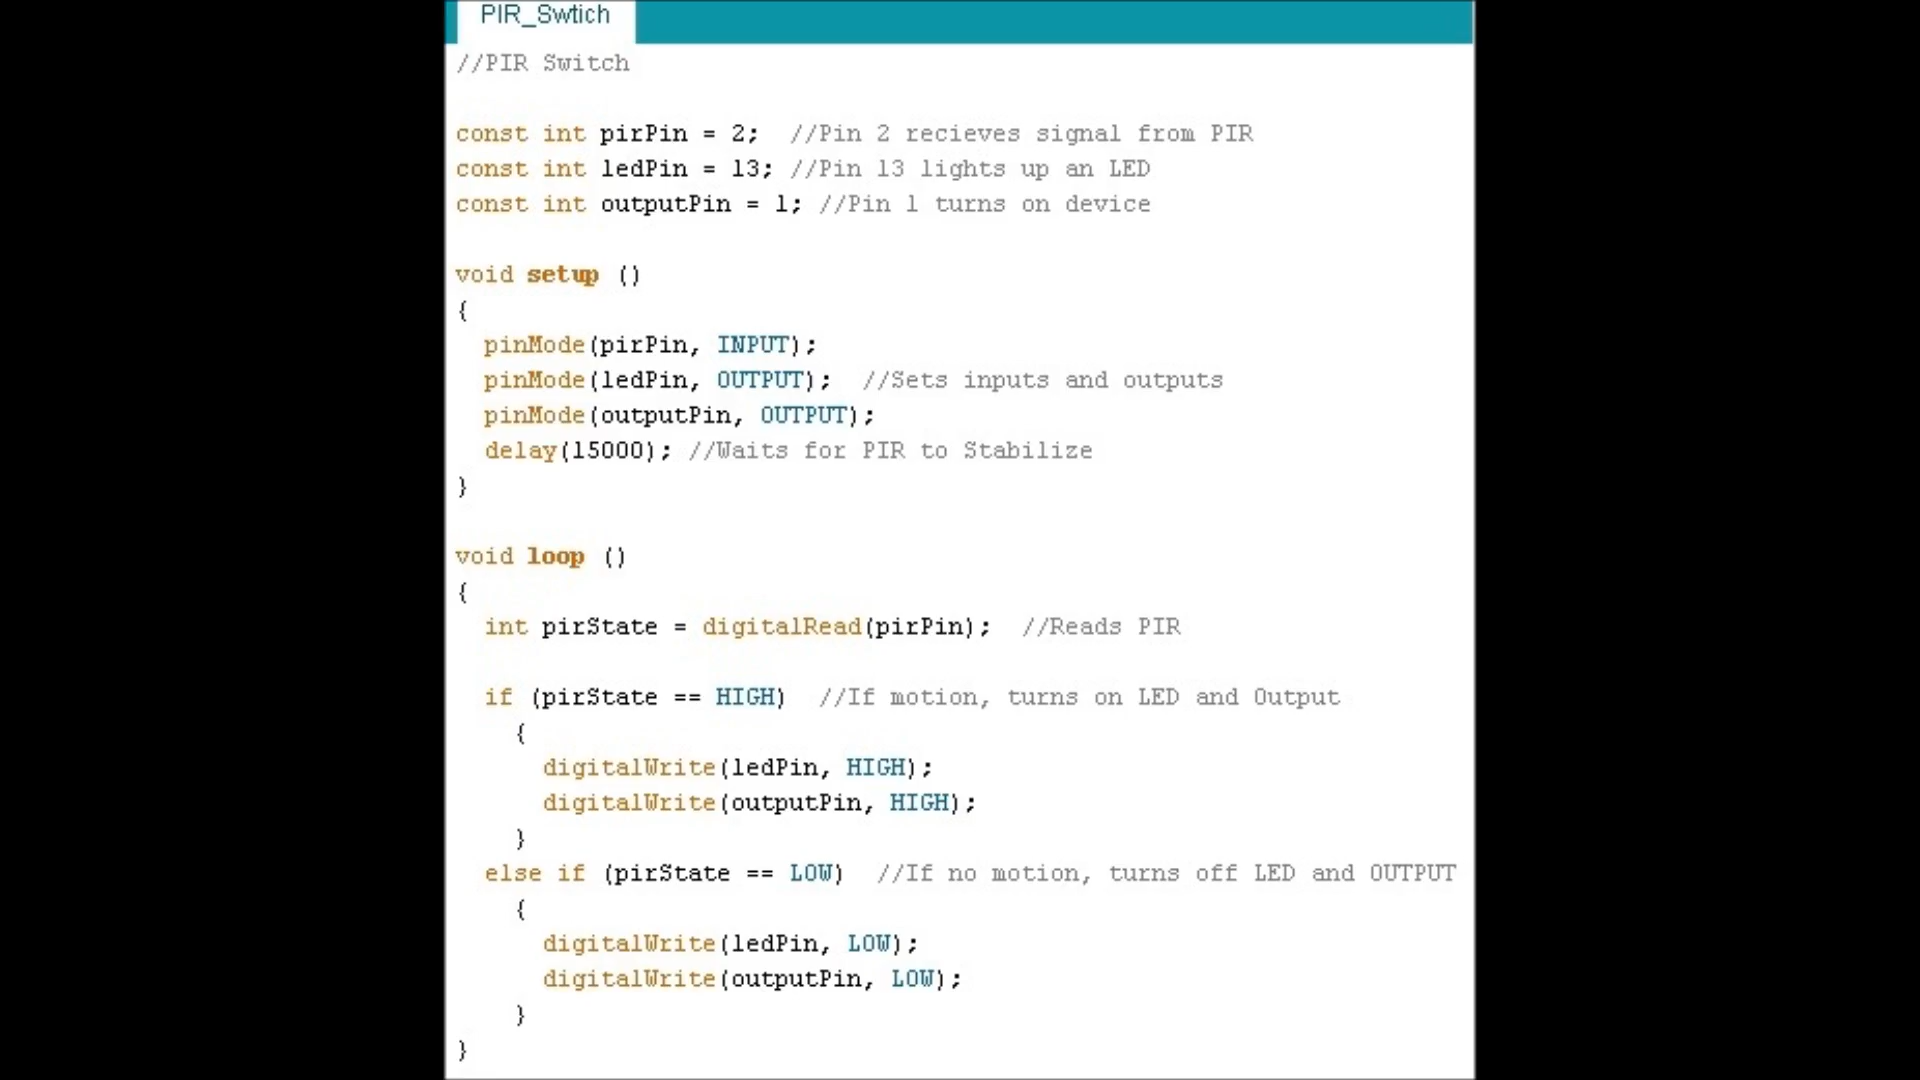 PIR_Swtich
//PIR Switch
const int pirPin = 2;  //Pin 2 recieves signal from PIR
const int ledPin = 13; //Pin 13 lights up an LED
const int outputPin = 1; //Pin 1 turns on device
void setup ()
{
  pinMode(pirPin, INPUT);
  pinMode(ledPin, OUTPUT);  //Sets inputs and outputs
  pinMode(outputPin, OUTPUT);
  delay(15000); //Waits for PIR to Stabilize
}
void loop ()
{
  int pirState = digitalRead(pirPin);  //Reads PIR
  if (pirState == HIGH)  //If motion, turns on LED and Output
    {
      digitalWrite(ledPin, HIGH);
      digitalWrite(outputPin, HIGH);
    }
  else if (pirState == LOW)  //If no motion, turns off LED and OUTPUT
    {
      digitalWrite(ledPin, LOW);
      digitalWrite(outputPin, LOW);
    }
}